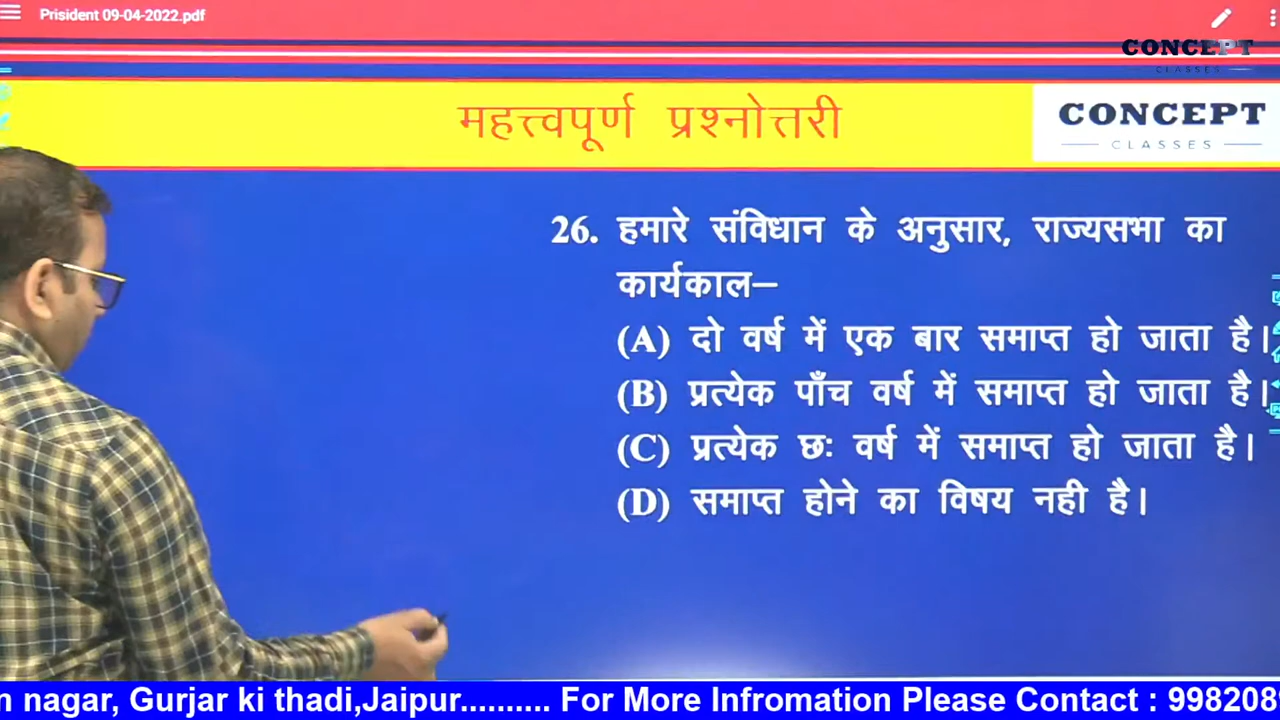 Prisident 09-04-2022.pdf
CONCEPT
CLASSES
महत्त्वपूर्ण प्रश्नोत्तरी
CONCEPT
CLASSES
26. हमारे संविधान के अनुसार, राज्यसभा का
कार्यकाल–
(A) दो वर्ष में एक बार समाप्त हो जाता है।
(B) प्रत्येक पाँच वर्ष में समाप्त हो जाता है।
(C) प्रत्येक छः वर्ष में समाप्त हो जाता है।
(D) समाप्त होने का विषय नही है।
nagar, Gurjar ki thadi,Jaipur.......... For More Infromation Please Contact : 998208